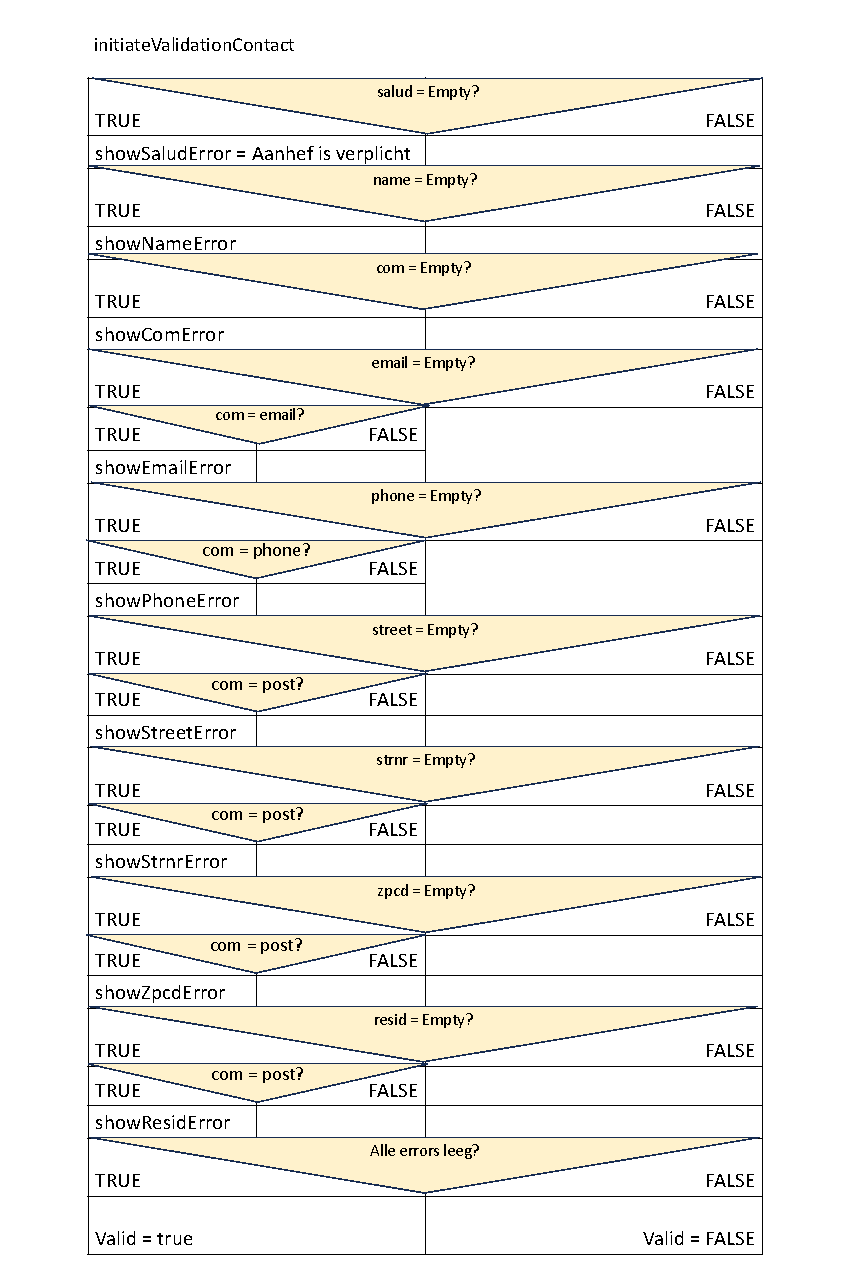 initiateValidationContact
salud = Empty?
TRUE FALSE
showSaludError = Aanhef is verplicht
name = Empty?
TRUE FALSE
showNameError
com = Empty?
TRUE FALSE
showComError
email = Empty?
TRUE FALSE
com = email?
TRUE FALSE
showEmailError
phone = Empty?
TRUE FALSE
com = phone?
TRUE FALSE
showPhoneError
street = Empty?
TRUE FALSE
com = post?
TRUE FALSE
showStreetError
strnr = Empty?
TRUE FALSE
com = post?
TRUE FALSE
showStrnrError
zpcd = Empty?
TRUE FALSE
com = post?
TRUE FALSE
showZpcdError
resid = Empty?
TRUE FALSE
com = post?
TRUE FALSE
showResidError
Alle errors leeg?
TRUE FALSE
Valid = true Valid = FALSE